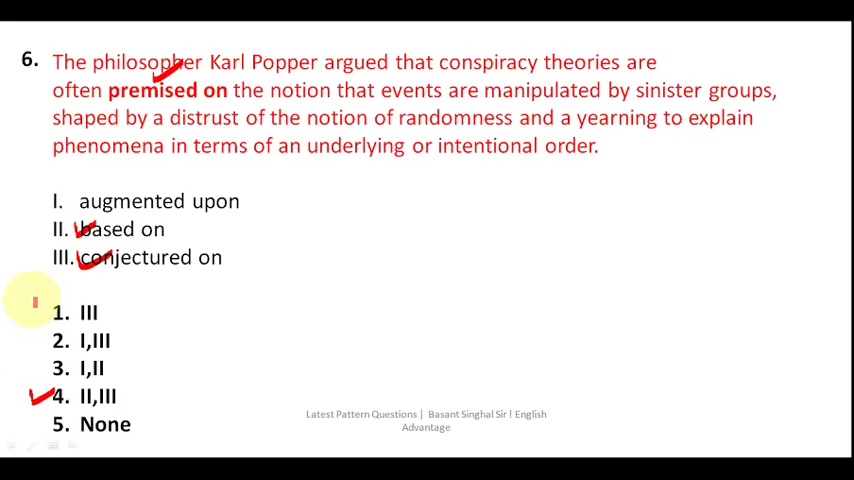 6. The philosopher Karl Popper argued that conspiracy theories are
often premised on the notion that events are manipulated by sinister groups,
shaped by a distrust of the notion of randomness and a yearning to explain
phenomena in terms of an underlying or intentional order.
I. augmented upon
II. based on
III. conjectured on
1. III
2. I,III
3. I,II
4. II,III
5. None
Latest Pattern Questions | Basant Singhal Sir ! English
Advantage